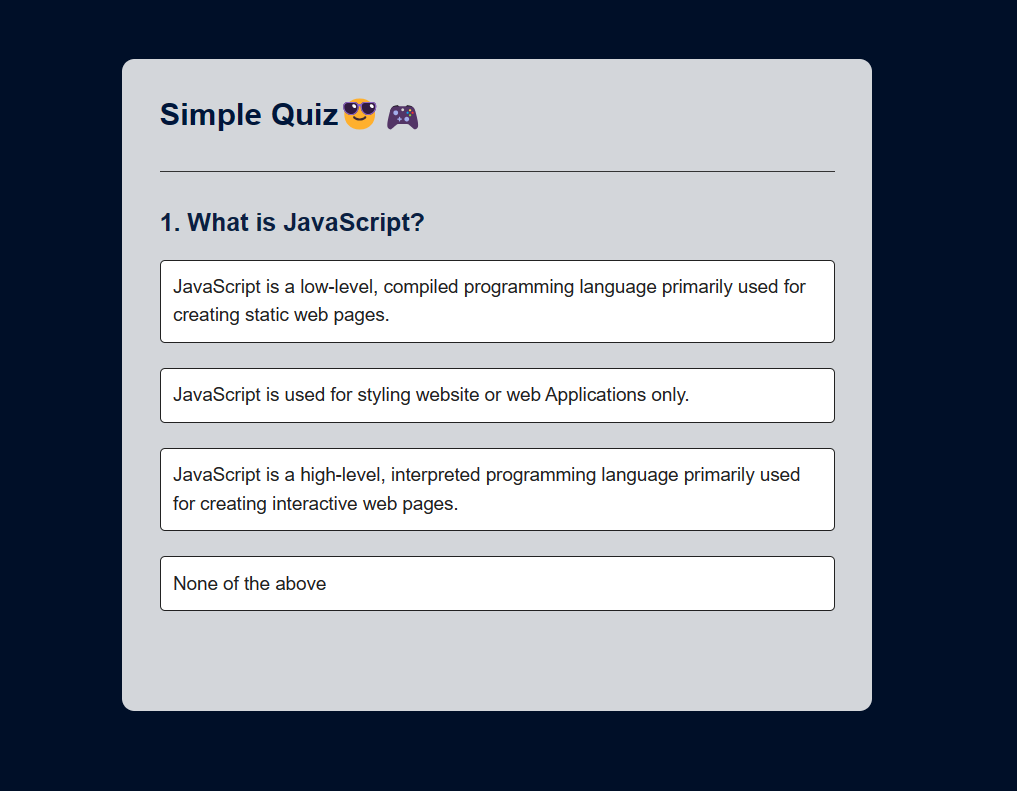 Simple Quiz😎 🎮
1. What is JavaScript?
JavaScript is a low-level, compiled programming language primarily used for
creating static web pages.
JavaScript is used for styling website or web Applications only.
JavaScript is a high-level, interpreted programming language primarily used
for creating interactive web pages.
None of the above